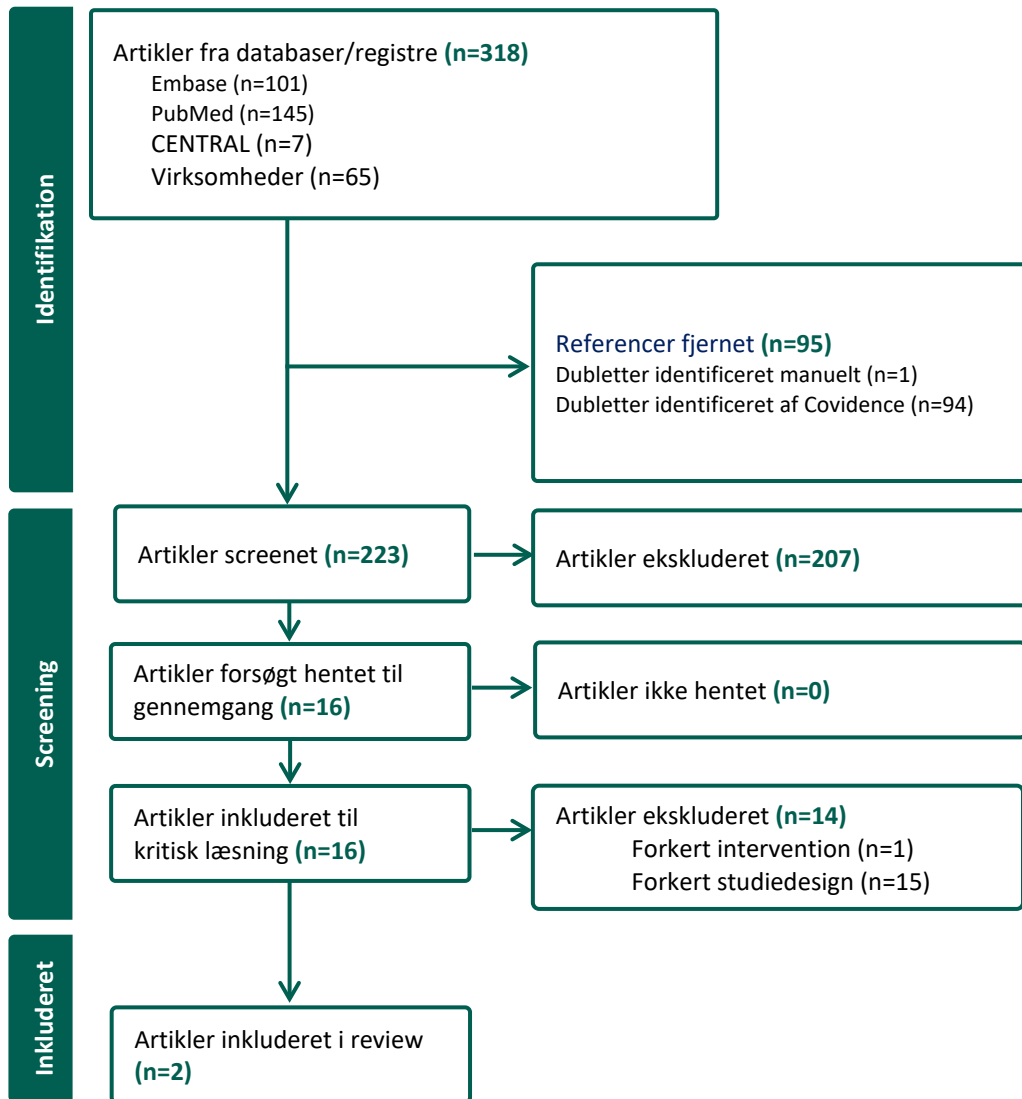 Identifikation
Artikler fra databaser/registre (n=318)
Embase (n=101)
PubMed (n=145)
CENTRAL (n=7)
Virksomheder (n=65)
Referencer fjernet (n=95)
Dubletter identificeret manuelt (n=1)
Dubletter identificeret af Covidence (n=94)
Screening
Artikler screenet (n=223)
Artikler ekskluderet (n=207)
Artikler forsøgt hentet til
gennemgang (n=16)
Artikler ikke hentet (n=0)
Artikler inkluderet til
kritisk læsning (n=16)
Artikler ekskluderet (n=14)
Forkert intervention (n=1)
Forkert studiedesign (n=15)
Inkluderet
Artikler inkluderet i review
(n=2)